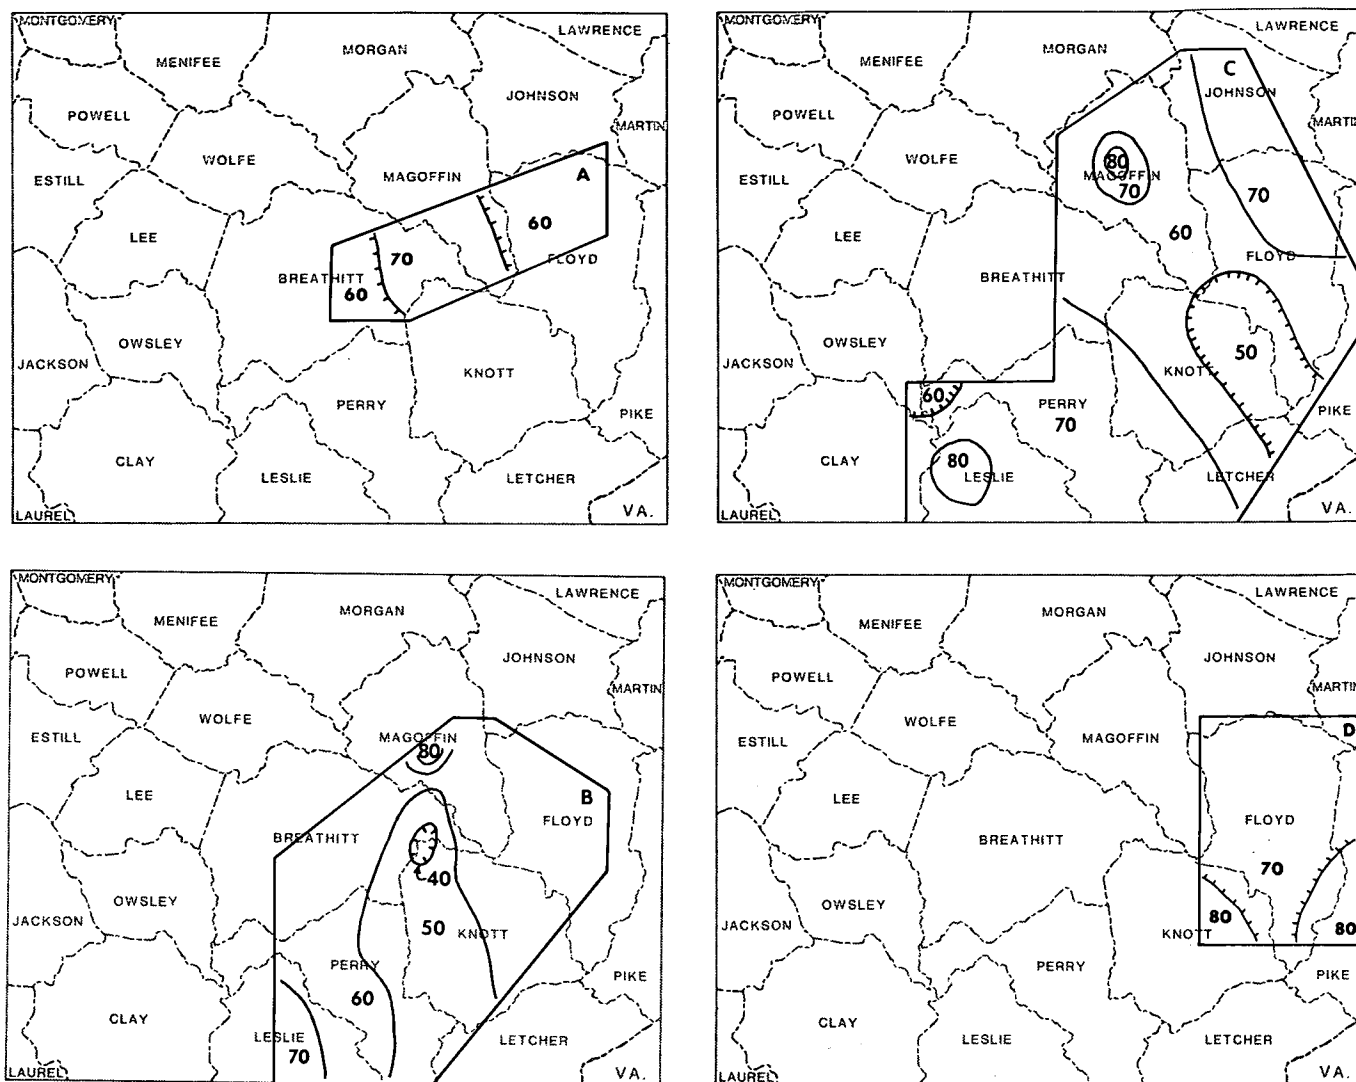 MONTGOMERY
MENIFEE
MORGAN
LAWRENCE
POWELL
JOHNSON
MARTIN
WOLFE
ESTILL
MAGOFFIN
A
LEE
60
FLOYD
70
BREATHITT
60
OWSLEY
JACKSON
KNOTT
PERRY
PIKE
CLAY
LESLIE
LETCHER
LAUREL
VA.
MONTGOMERY
LAWRENCE
MENIFEE
MORGAN
C
JOHNSON
POWELL
MARTIN
WOLFE
80
MAGOFFIN
70
ESTILL
70
LEE
60
FLOYD
BREATHITT
OWSLEY
50
JACKSON
KNOTT
60
PERRY
70
PIKE
CLAY
80
LESLIE
LETCHER
LAUREL
VA.
MONTGOMERY
LAWRENCE
MENIFEE
MORGAN
JOHNSON
POWELL
MARTIN
WOLFE
ESTILL
MAGOFFIN
80
LEE
B
FLOYD
BREATHITT
40
OWSLEY
JACKSON
50
KNOTT
PERRY
60
PIKE
CLAY
LESLIE
70
LETCHER
LAUREL
VA.
MONTGOMERY
LAWRENCE
MENIFEE
MORGAN
JOHNSON
POWELL
MARTIN
WOLFE
D
ESTILL
MAGOFFIN
LEE
FLOYD
BREATHITT
70
OWSLEY
JACKSON
80
KNOTT
80
PERRY
PIKE
CLAY
LESLIE
LETCHER
LAUREL
VA.